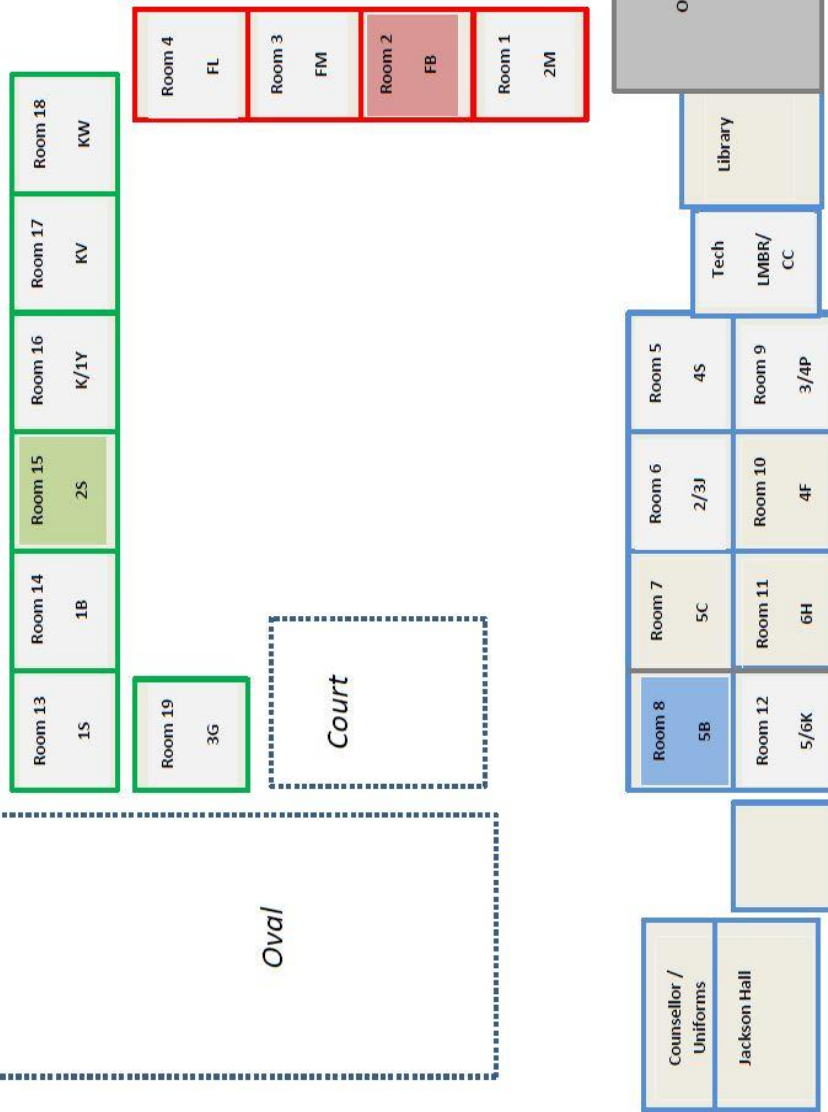 Room 13
1S
Room 14
1B
Room 15
2S
Room 16
K/1Y
Room 17
KV
Room 18
KW
Room 19
3G
Room 4
FL
Oval
Court
Room 3
FM
Room 2
FB
Room 1
2M
Counsellor /
Uniforms
Jackson Hall
Room 8
5B
Room 7
5C
Room 6
2/3J
Room 5
4S
Room 12
5/6K
Room 11
6H
Room 10
4F
Room 9
3/4P
Tech
LMBR/
CC
Library
O